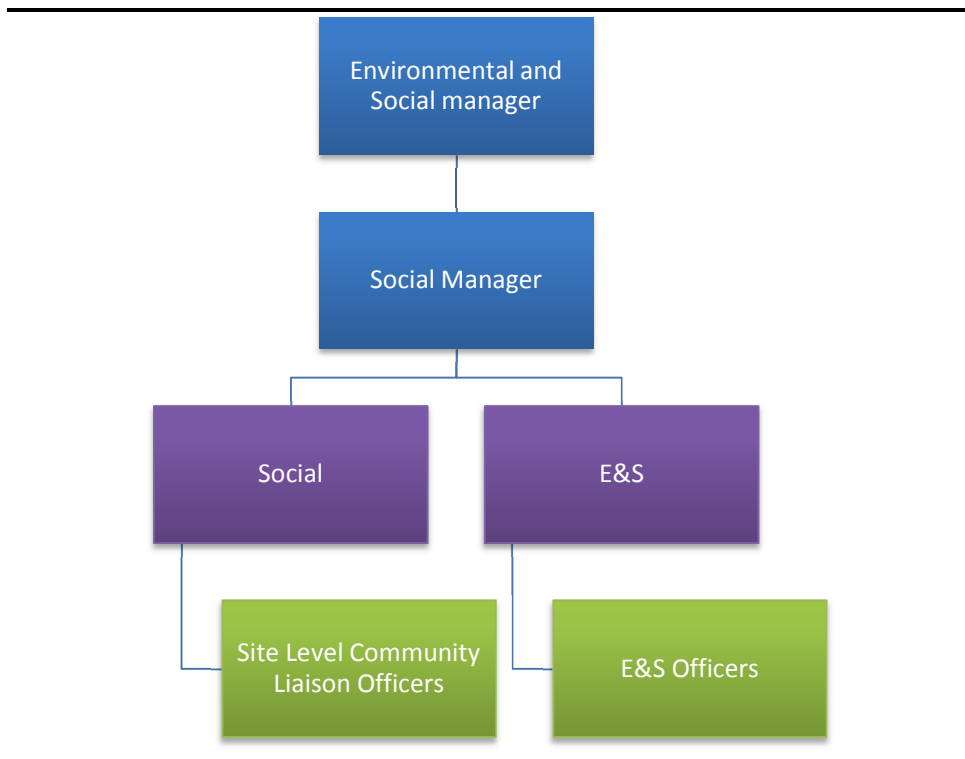 Environmental and
Social manager
Social Manager
Social
E&S
Site Level Community
Liaison Officers
E&S Officers